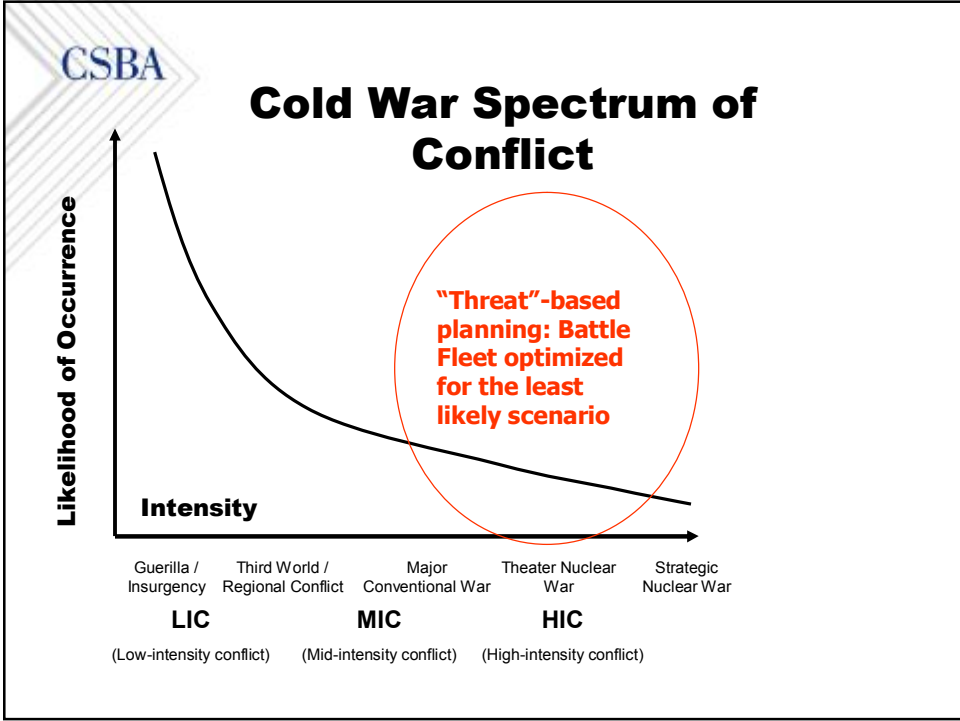 CSBA
Cold War Spectrum of
Conflict
Likelihood of Occurrence
“Threat”-based
planning: Battle
Fleet optimized
for the least
likely scenario
Intensity
Guerilla /
Insurgency
Third World /
Regional Conflict
Major
Conventional War
Theater Nuclear
War
Strategic
Nuclear War
LIC
MIC
HIC
(Low-intensity conflict)
(Mid-intensity conflict)
(High-intensity conflict)